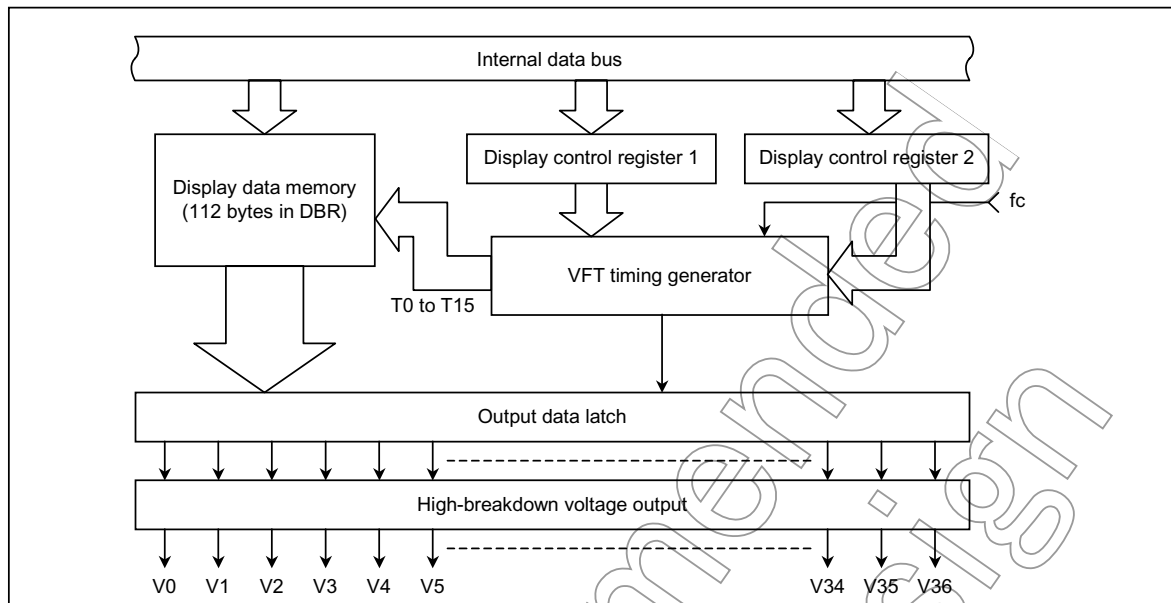 Internal data bus
Display data memory
(112 bytes in DBR)
Display control register 1
Display control register 2
fc
VFT timing generator
T0 to T15
Output data latch
High-breakdown voltage output
V0 V1 V2 V3 V4 V5 V34 V35 V36
mended
sign